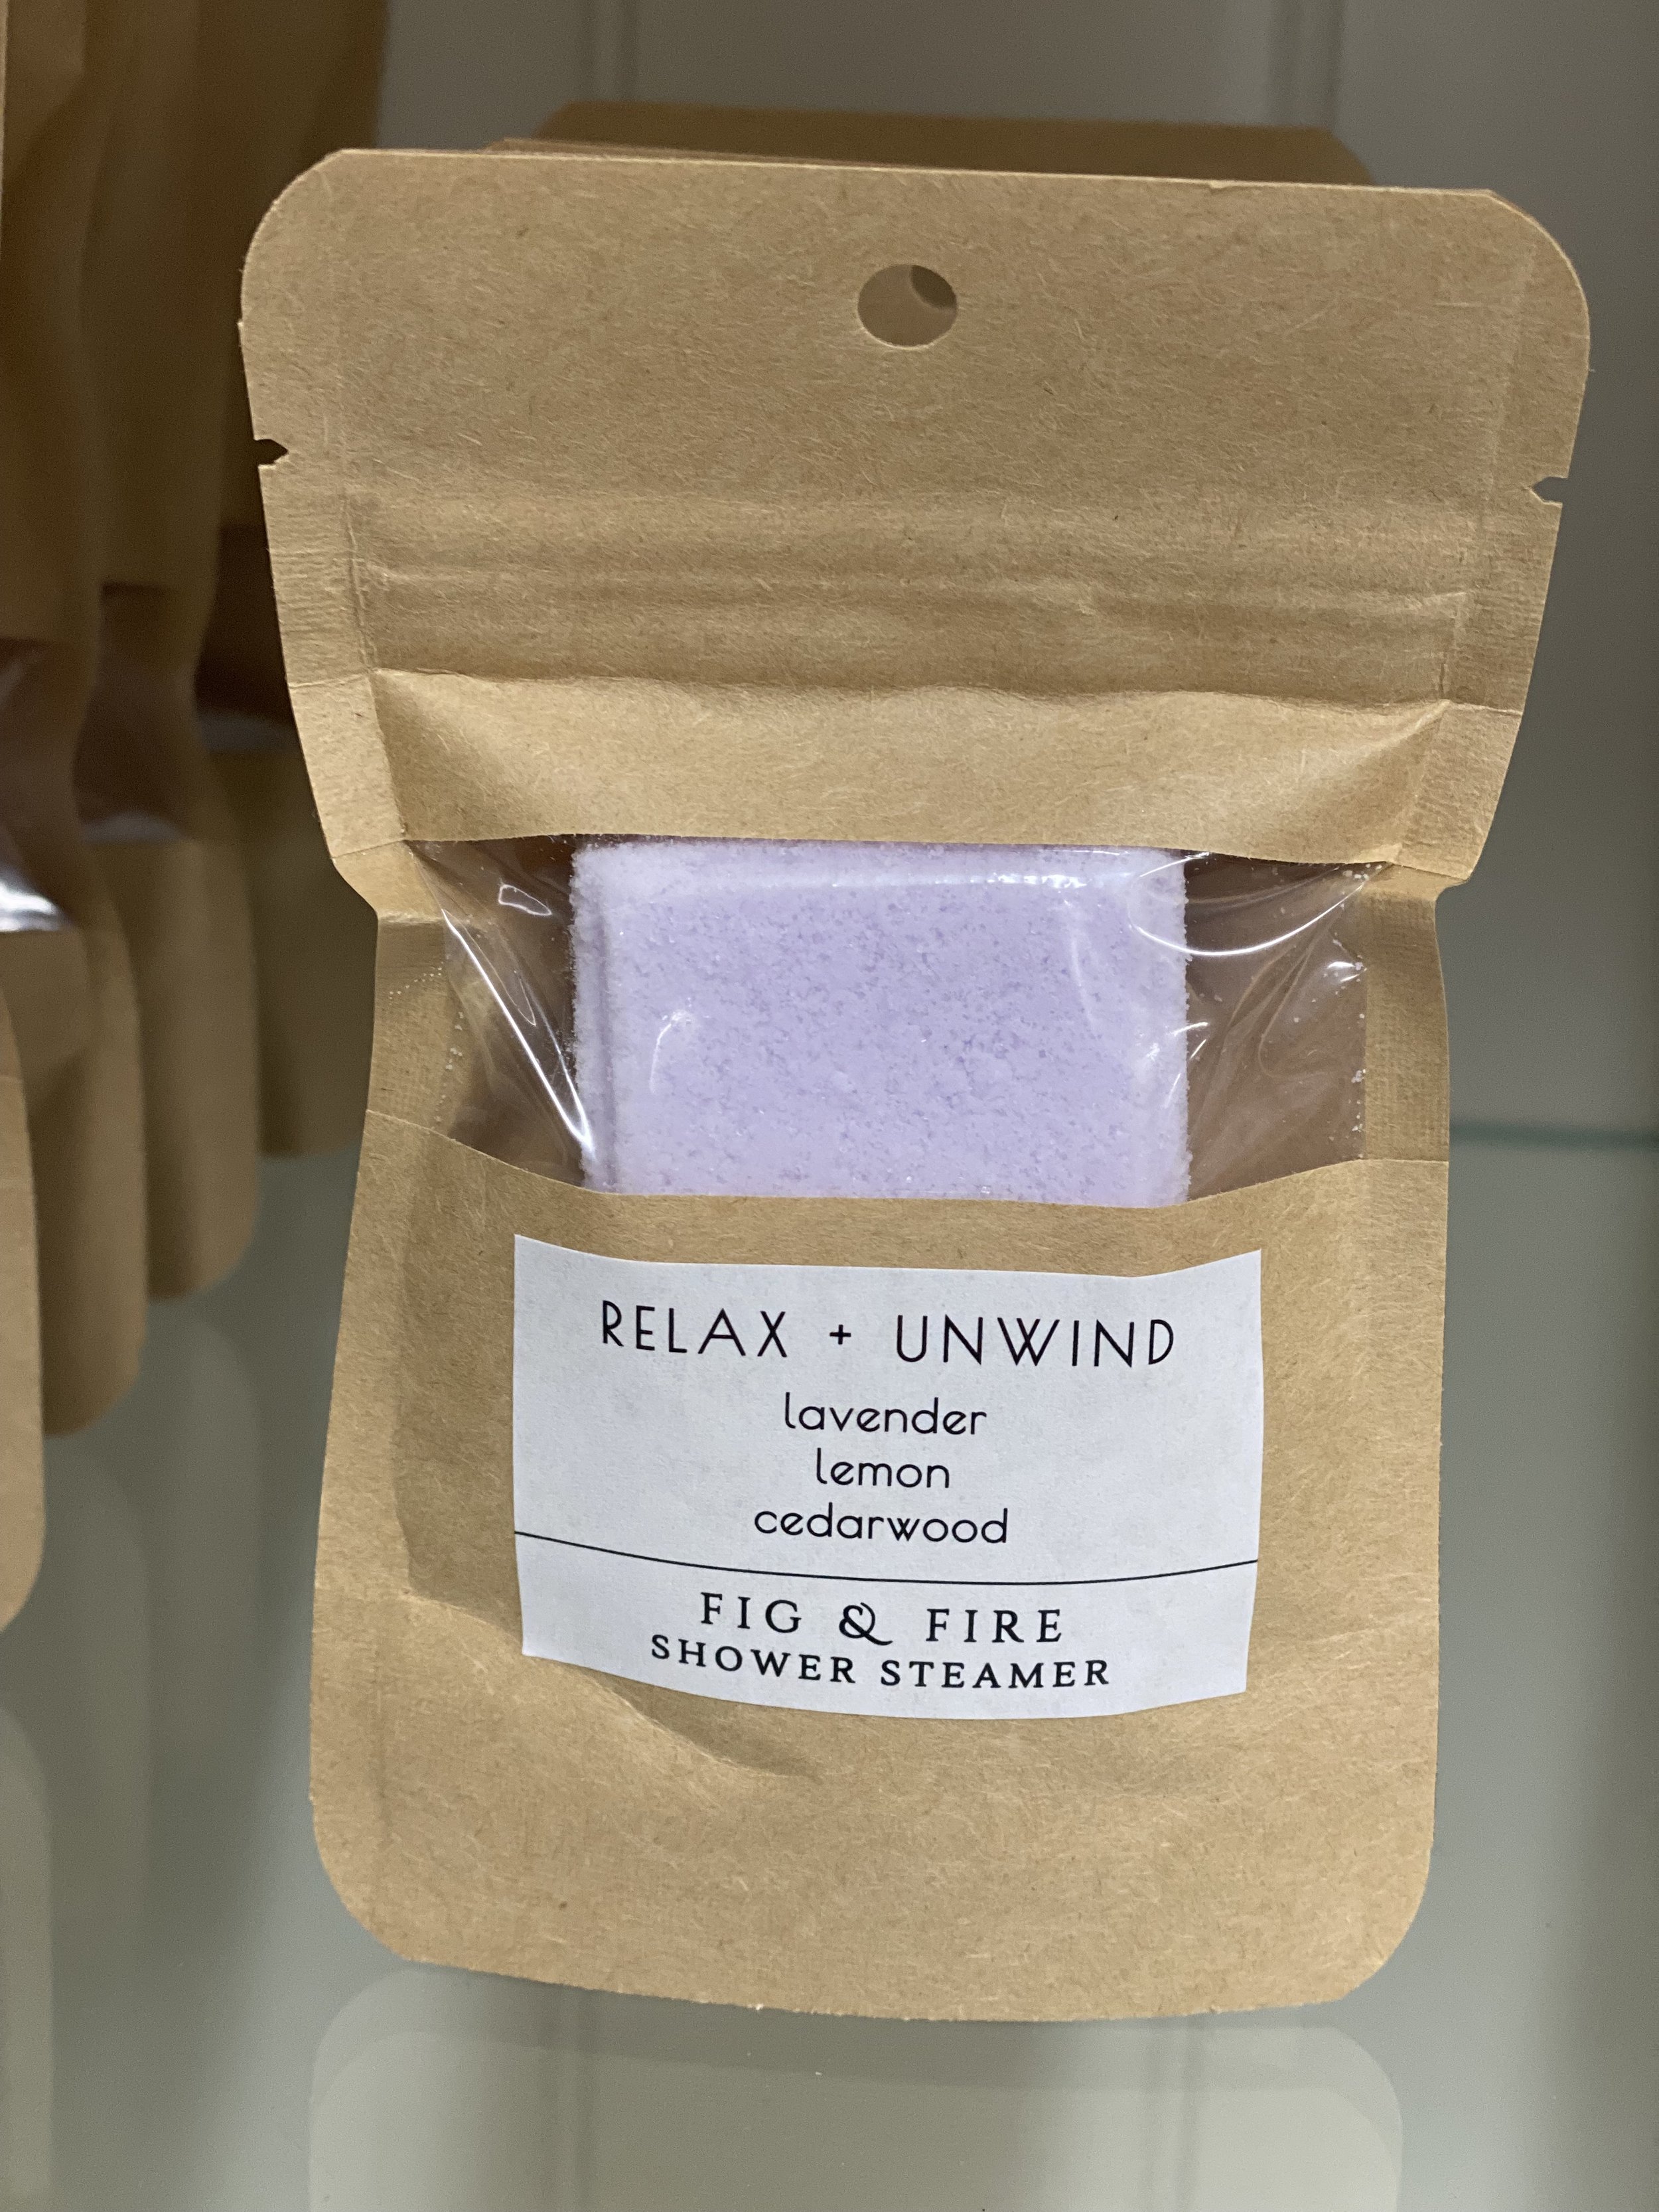 RELAX + UNWIND
lavender
lemon
cedarwood
FIG & FIRE
SHOWER STEAMER